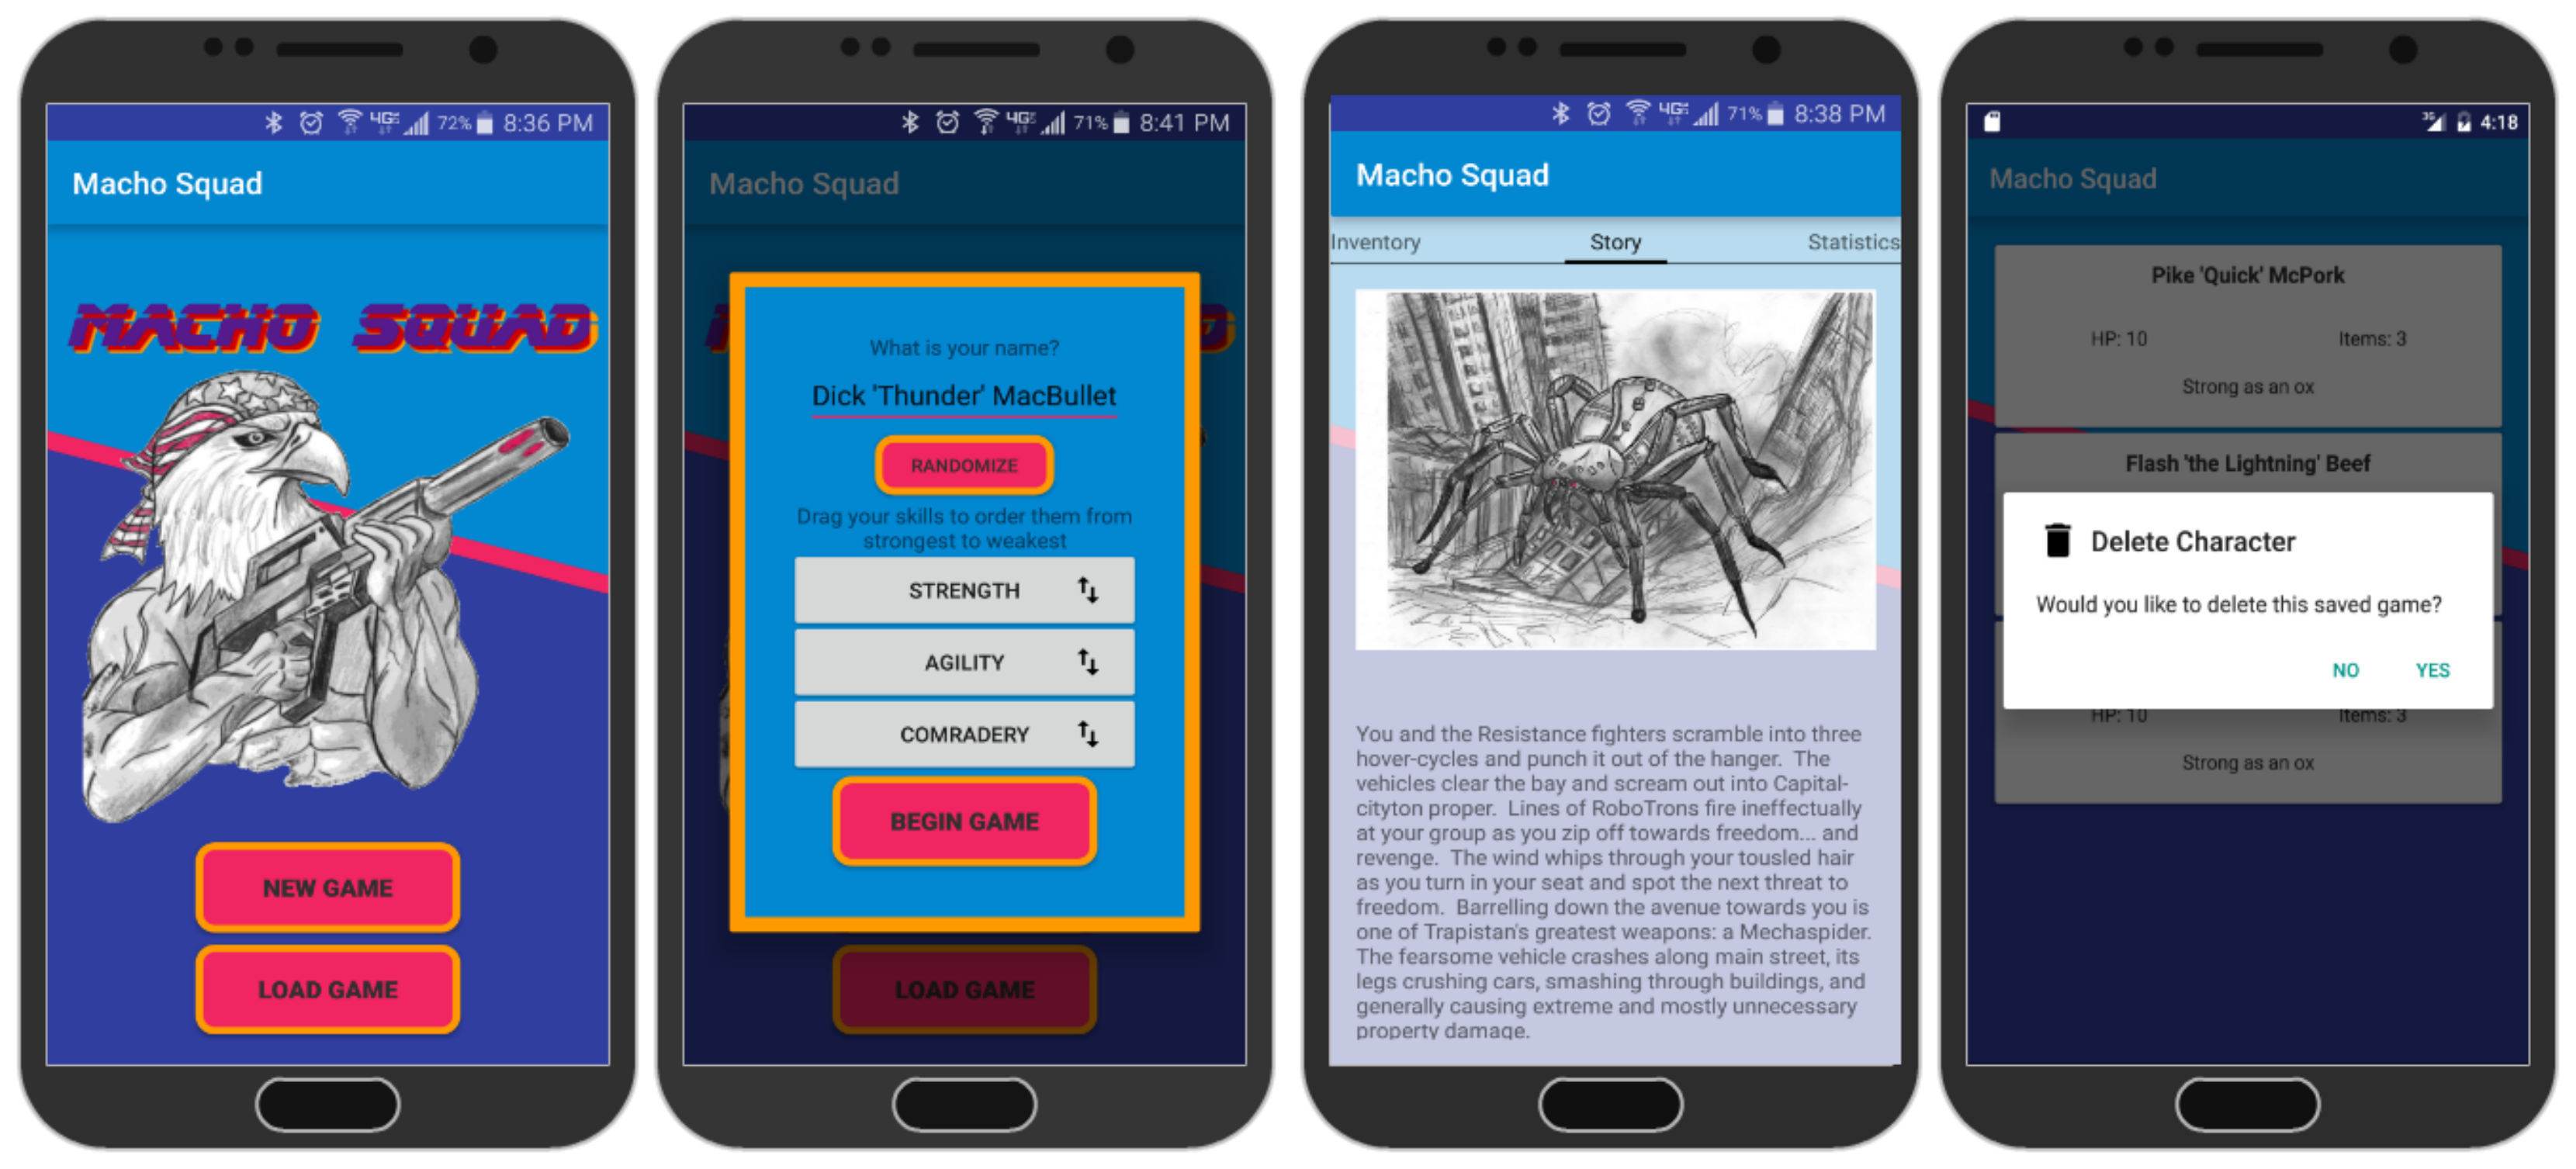 8:36 PM
72%
4G
Macho Squad
MACHO SQUAD
NEW GAME
LOAD GAME
4G
71%
8:41 PM
Macho Squad
What is your name?
Dick 'Thunder' MacBullet
RANDOMIZE
Drag your skills to order them from
strongest to weakest
STRENGTH
AGILITY
COMRADERY
BEGIN GAME
LOAD GAME
4G
71%
8:38 PM
Macho Squad
Inventory Story Statistics
You and the Resistance fighters scramble into three
hover-cycles and punch it out of the hanger. The
vehicles clear the bay and scream out into Capital-
cityton proper. Lines of RoboTrons fire ineffectually
at your group as you zip off towards freedom... and
revenge. The wind whips through your tousled hair
as you turn in your seat and spot the next threat to
freedom. Barrelling down the avenue towards you is
one of Trapistan's greatest weapons: a Mechaspider.
The fearsome vehicle crashes along main street, its
legs crushing cars, smashing through buildings, and
generally causing extreme and mostly unnecessary
property damage.
3G
4:18
Macho Squad
Pike 'Quick' McPork
HP: 10 Items: 3
Strong as an ox
Flash 'the Lightning' Beef
Delete Character
Would you like to delete this saved game?
NO YES
HP: 10 Items: 3
Strong as an ox